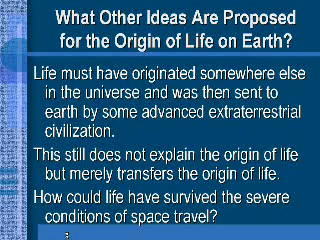 What Other Ideas Are Proposed
for the Origin of Life on Earth?
Life must have originated somewhere else
in the universe and was then sent to
earth by some advanced extraterrestrial
civilization.
This still does not explain the origin of life
but merely transfers the origin of life.
How could life have survived the severe
conditions of space travel?